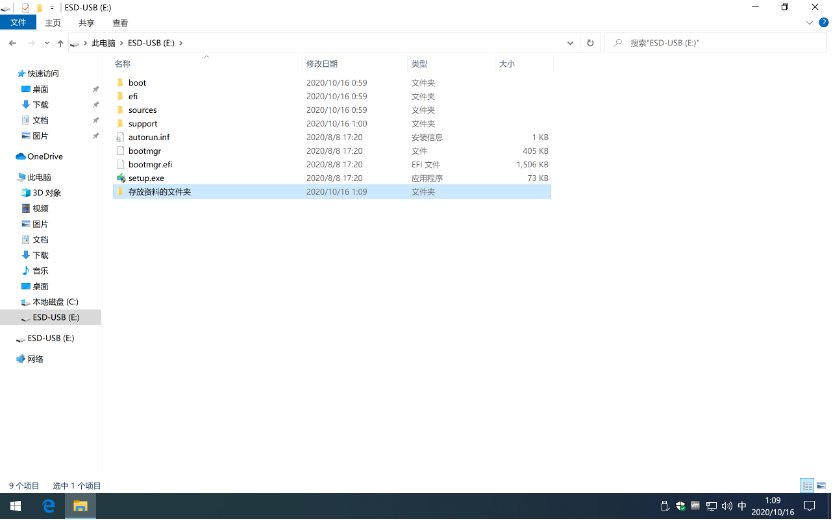 ESD-USB (E:)
文件 主页 共享 查看
此电脑 ESD-USB (E:) 搜索"ESD-USB (E:)"
名称 修改日期 类型 大小
boot 2020/10/16 0:59 文件夹
efi 2020/10/16 0:59 文件夹
sources 2020/10/16 0:59 文件夹
support 2020/10/16 1:00 文件夹
autorun.inf 2020/8/8 17:20 安装信息 1 KB
bootmgr 2020/8/8 17:20 文件 405 KB
bootmgr.efi 2020/8/8 17:20 EFI 文件 1,506 KB
setup.exe 2020/8/8 17:20 应用程序 73 KB
存放资料的文件夹 2020/10/16 1:09 文件夹
快速访问
桌面
下载
文档
图片
OneDrive
此电脑
3D 对象
视频
图片
文档
下载
音乐
桌面
本地磁盘 (C:)
ESD-USB (E:)
ESD-USB (E:)
网络
9 个项目 选中 1 个项目
中
1:09
2020/10/16